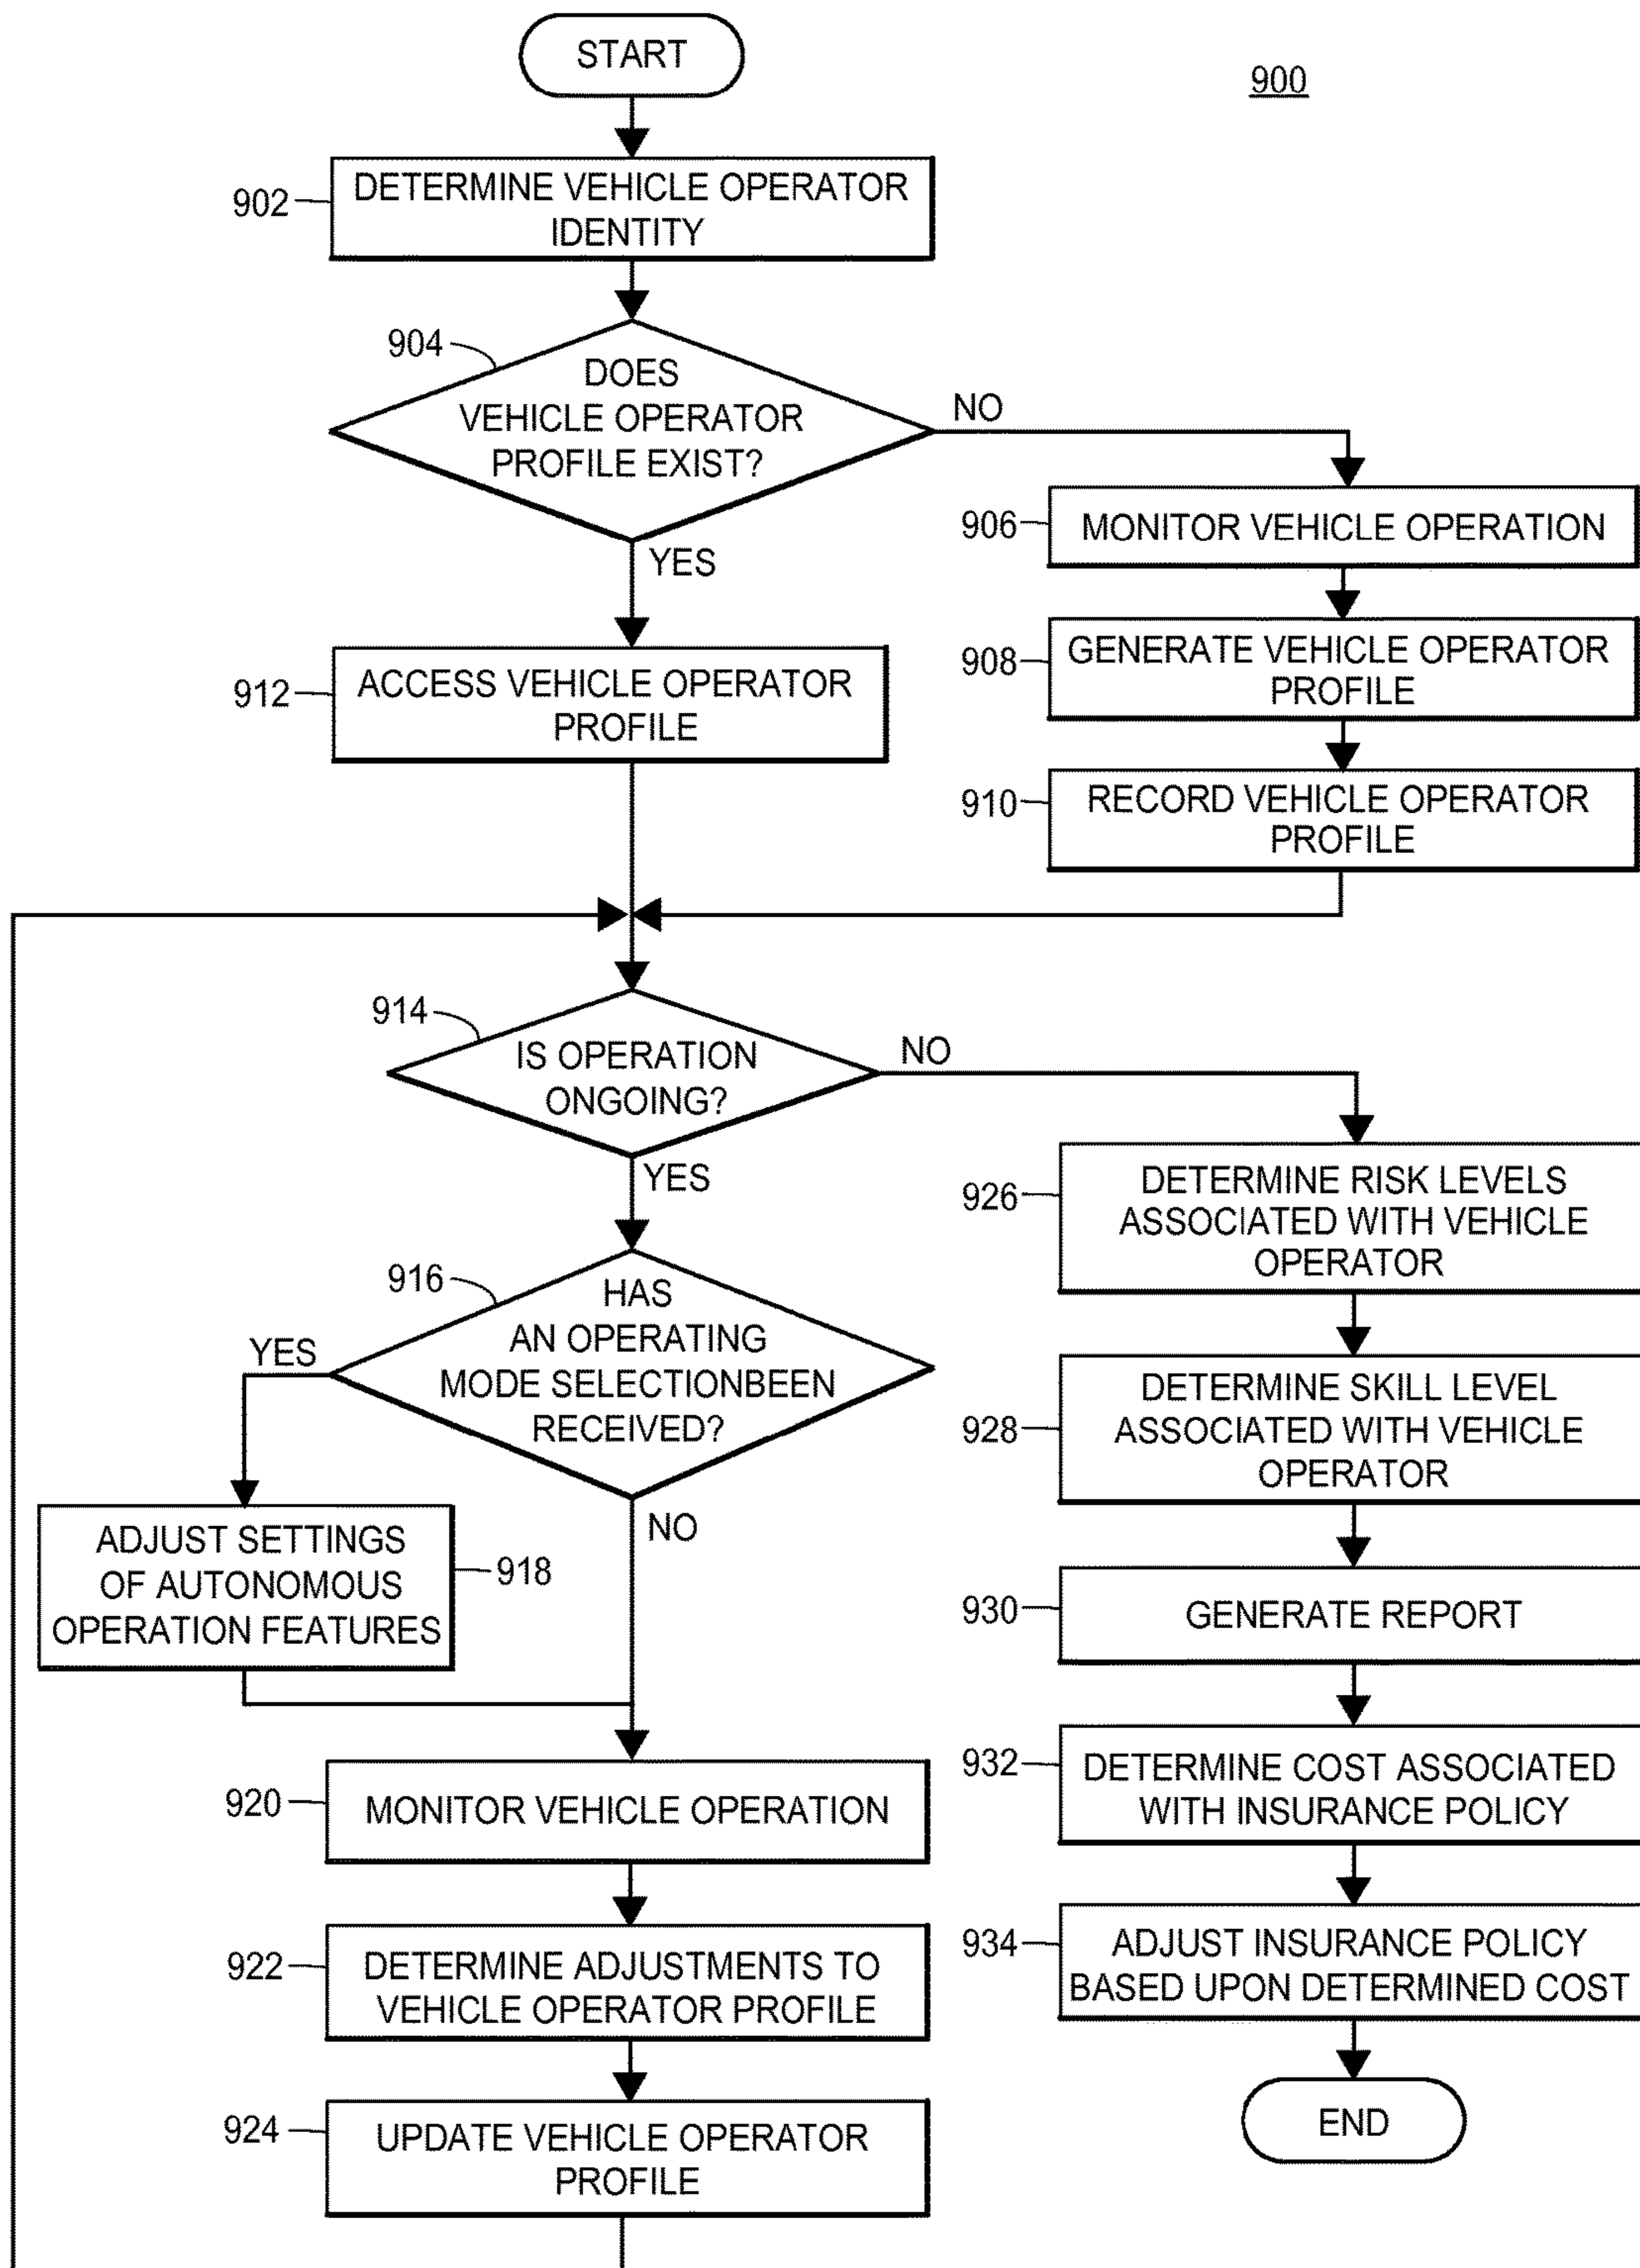 START
900
902
DETERMINE VEHICLE OPERATOR
IDENTITY
904
DOES
VEHICLE OPERATOR
PROFILE EXIST?
NO
YES
906
MONITOR VEHICLE OPERATION
908
GENERATE VEHICLE OPERATOR
PROFILE
910
RECORD VEHICLE OPERATOR
PROFILE
912
ACCESS VEHICLE OPERATOR
PROFILE
914
IS OPERATION
ONGOING?
NO
YES
916
HAS
AN OPERATING
MODE SELECTIONBEEN
RECEIVED?
YES
NO
ADJUST SETTINGS
OF AUTONOMOUS
OPERATION FEATURES
918
920
MONITOR VEHICLE OPERATION
922
DETERMINE ADJUSTMENTS TO
VEHICLE OPERATOR PROFILE
924
UPDATE VEHICLE OPERATOR
PROFILE
926
DETERMINE RISK LEVELS
ASSOCIATED WITH VEHICLE
OPERATOR
928
DETERMINE SKILL LEVEL
ASSOCIATED WITH VEHICLE
OPERATOR
930
GENERATE REPORT
932
DETERMINE COST ASSOCIATED
WITH INSURANCE POLICY
934
ADJUST INSURANCE POLICY
BASED UPON DETERMINED COST
END